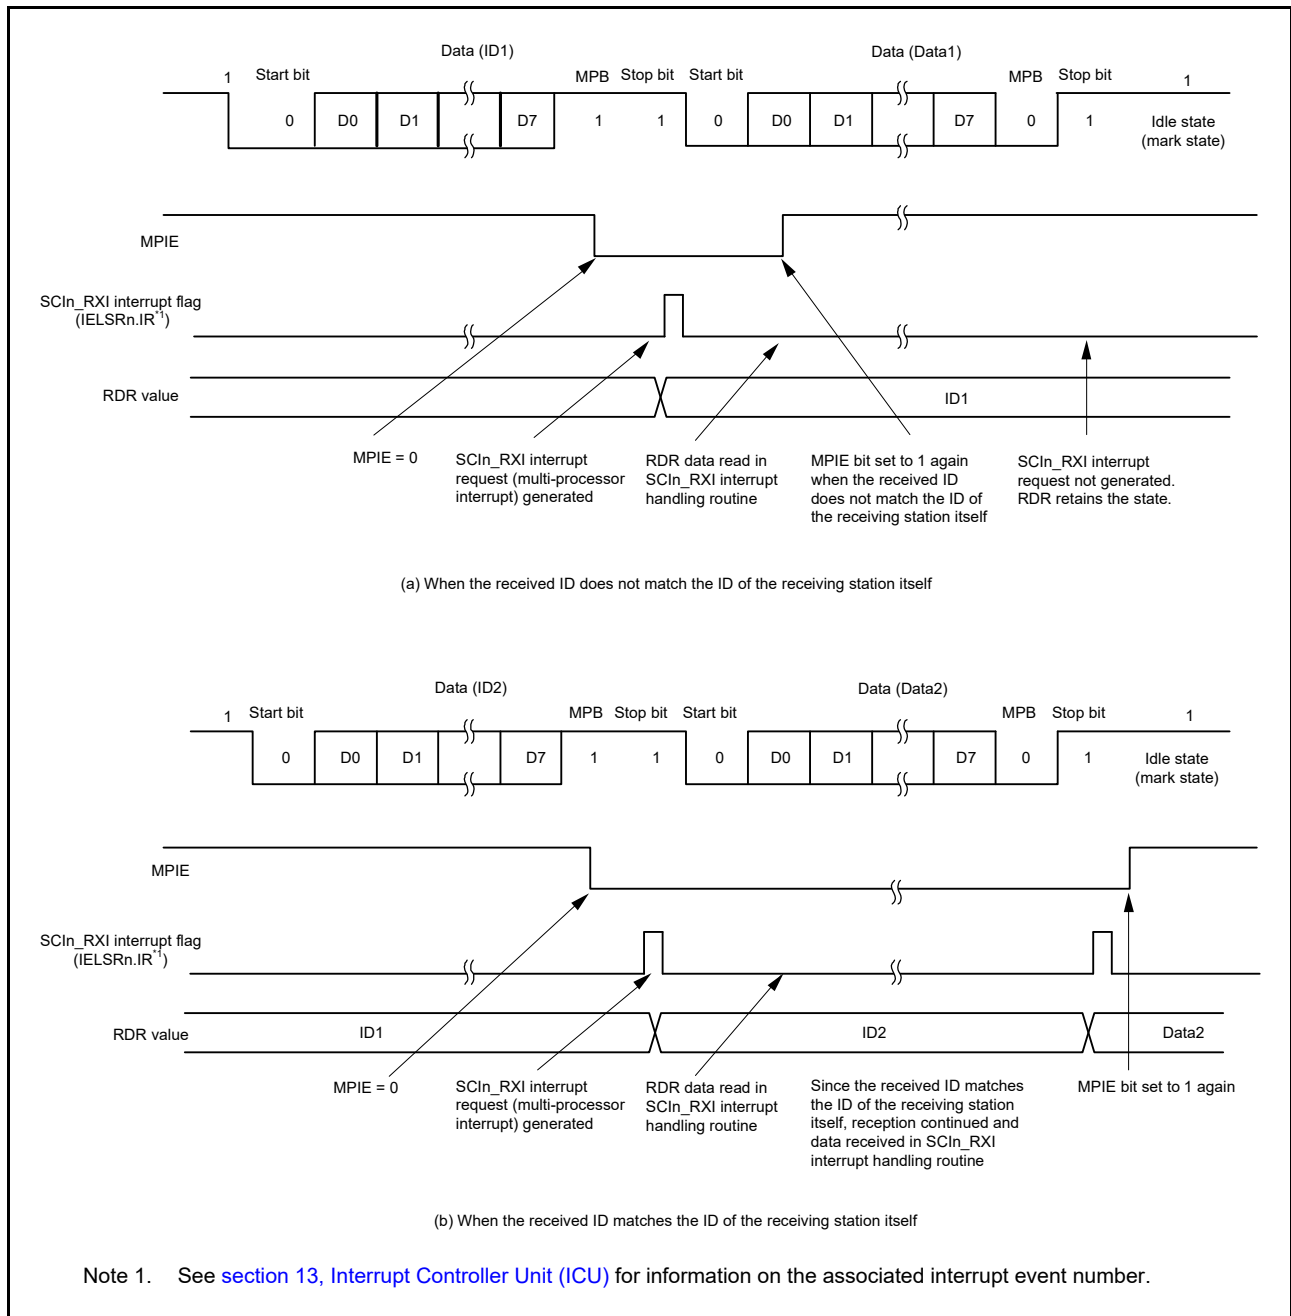 Data (ID1) Data (Data1)
1 Start bit MPB Stop bit Start bit MPB Stop bit 1
0 D0 D1 D7 1 1 0 D0 D1 D7 0 1 Idle state
(mark state)
MPIE
SCIn_RXI interrupt flag
(IELSRn.IR*1)
RDR value ID1
MPIE = 0
SCIn_RXI interrupt
request (multi-processor
interrupt) generated
RDR data read in
SCIn_RXI interrupt
handling routine
MPIE bit set to 1 again
when the received ID
does not match the ID of
the receiving station itself
SCIn_RXI interrupt
request not generated.
RDR retains the state.
(a) When the received ID does not match the ID of the receiving station itself
Data (ID2) Data (Data2)
1 Start bit MPB Stop bit Start bit MPB Stop bit 1
0 D0 D1 D7 1 1 0 D0 D1 D7 0 1 Idle state
(mark state)
MPIE
SCIn_RXI interrupt flag
(IELSRn.IR*1)
RDR value ID1 ID2 Data2
MPIE = 0
SCIn_RXI interrupt
request (multi-processor
interrupt) generated
RDR data read in
SCIn_RXI interrupt
handling routine
Since the received ID matches
the ID of the receiving station
itself, reception continued and
data received in SCIn_RXI
interrupt handling routine
MPIE bit set to 1 again
(b) When the received ID matches the ID of the receiving station itself
Note 1. See section 13, Interrupt Controller Unit (ICU) for information on the associated interrupt event number.